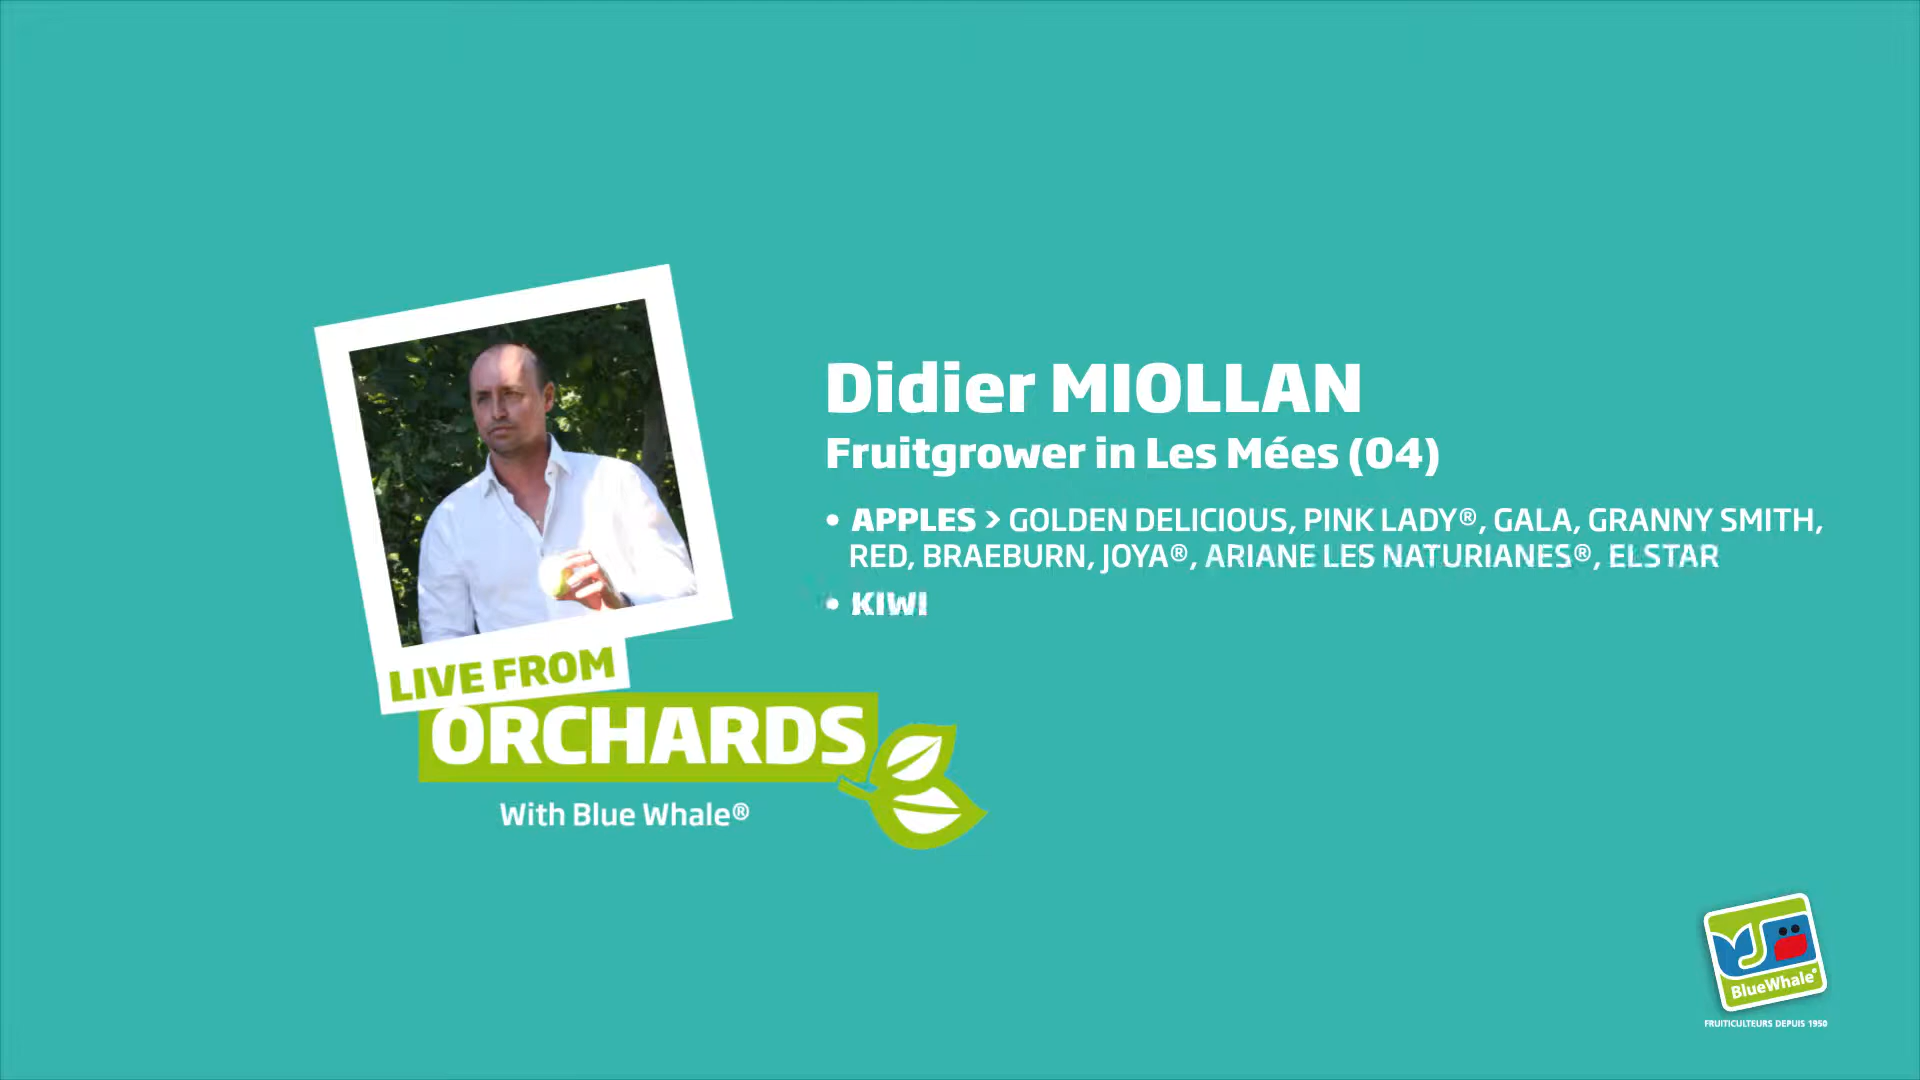 Didier MIOLLAN
Fruitgrower in Les Mées (04)
• APPLES > GOLDEN DELICIOUS, PINK LADY®, GALA, GRANNY SMITH,
RED, BRAEBURN, JOYA®, ARIANE LES NATURIANES®, ELSTAR
• KIWI
LIVE FROM
ORCHARDS
With Blue Whale®
BlueWhale®
FRUITICULTEURS DEPUIS 1950